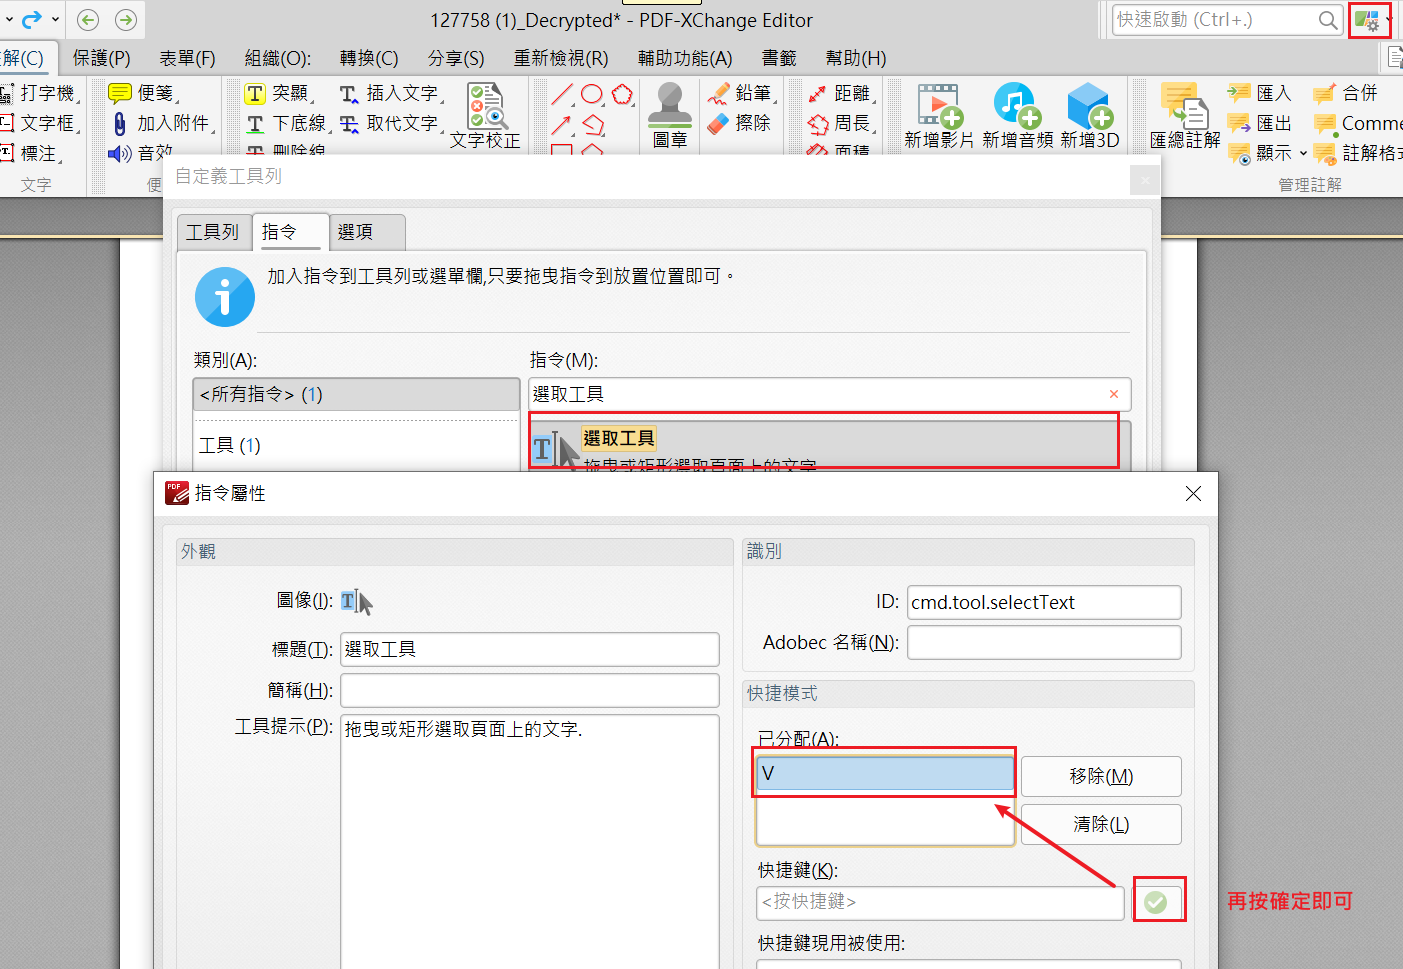 127758 (1)_Decrypted* - PDF-XChange Editor
快速啟動 (Ctrl+.)
註解(C) 保護(P) 表單(F) 組織(O): 轉換(C) 分享(S) 重新檢視(R) 輔助功能(A) 書籤 幫助(H)
打字機 便箋 突顯 插入文字 鉛筆 距離 匯入 合併
文字框 加入附件 下底線 取代文字 文字校正 圖章 擦除 周長 新增影片 新增音頻 新增3D 匯總註解 匯出 Comme
標注 音效 刪除線 面積 顯示 註解格式
文字 便 管理註解
自定義工具列
工具列 指令 選項
加入指令到工具列或選單欄,只要拖曳指令到放置位置即可。
類別(A): 指令(M):
<所有指令> (1) 選取工具
工具 (1) 選取工具
拖曳或矩形選取頁面上的文字
指令屬性
外觀 識別
圖像(I): ID: cmd.tool.selectText
標題(T): 選取工具 Adobec 名稱(N):
簡稱(H): 快捷模式
工具提示(P): 拖曳或矩形選取頁面上的文字.
已分配(A):
V 移除(M)
清除(L)
快捷鍵(K):
<按快捷鍵> 再按確定即可
快捷鍵現用被使用: